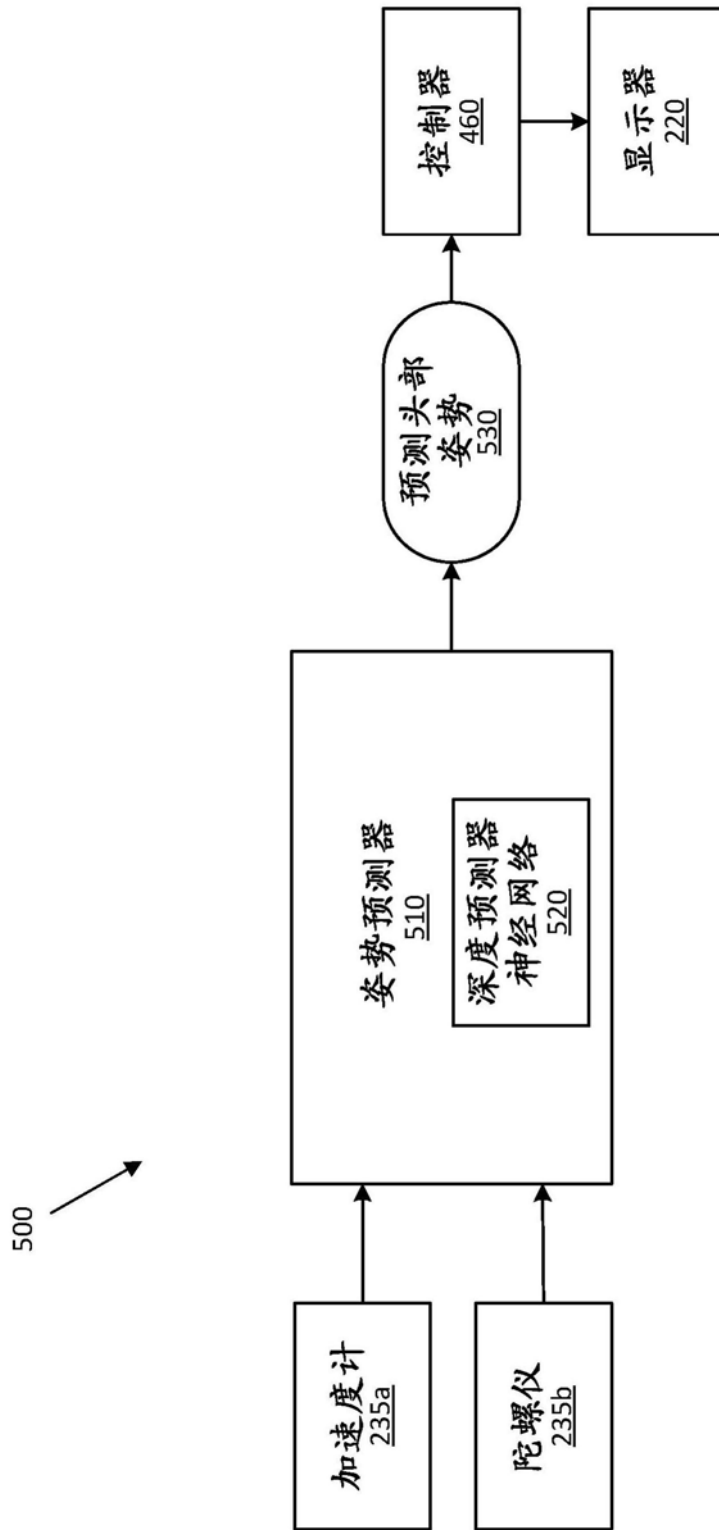 500
加速度计
235a
陀螺仪
235b
姿势预测器
510
深度预测器
神经网络
520
预测头部
姿势
530
控制器
460
显示器
220